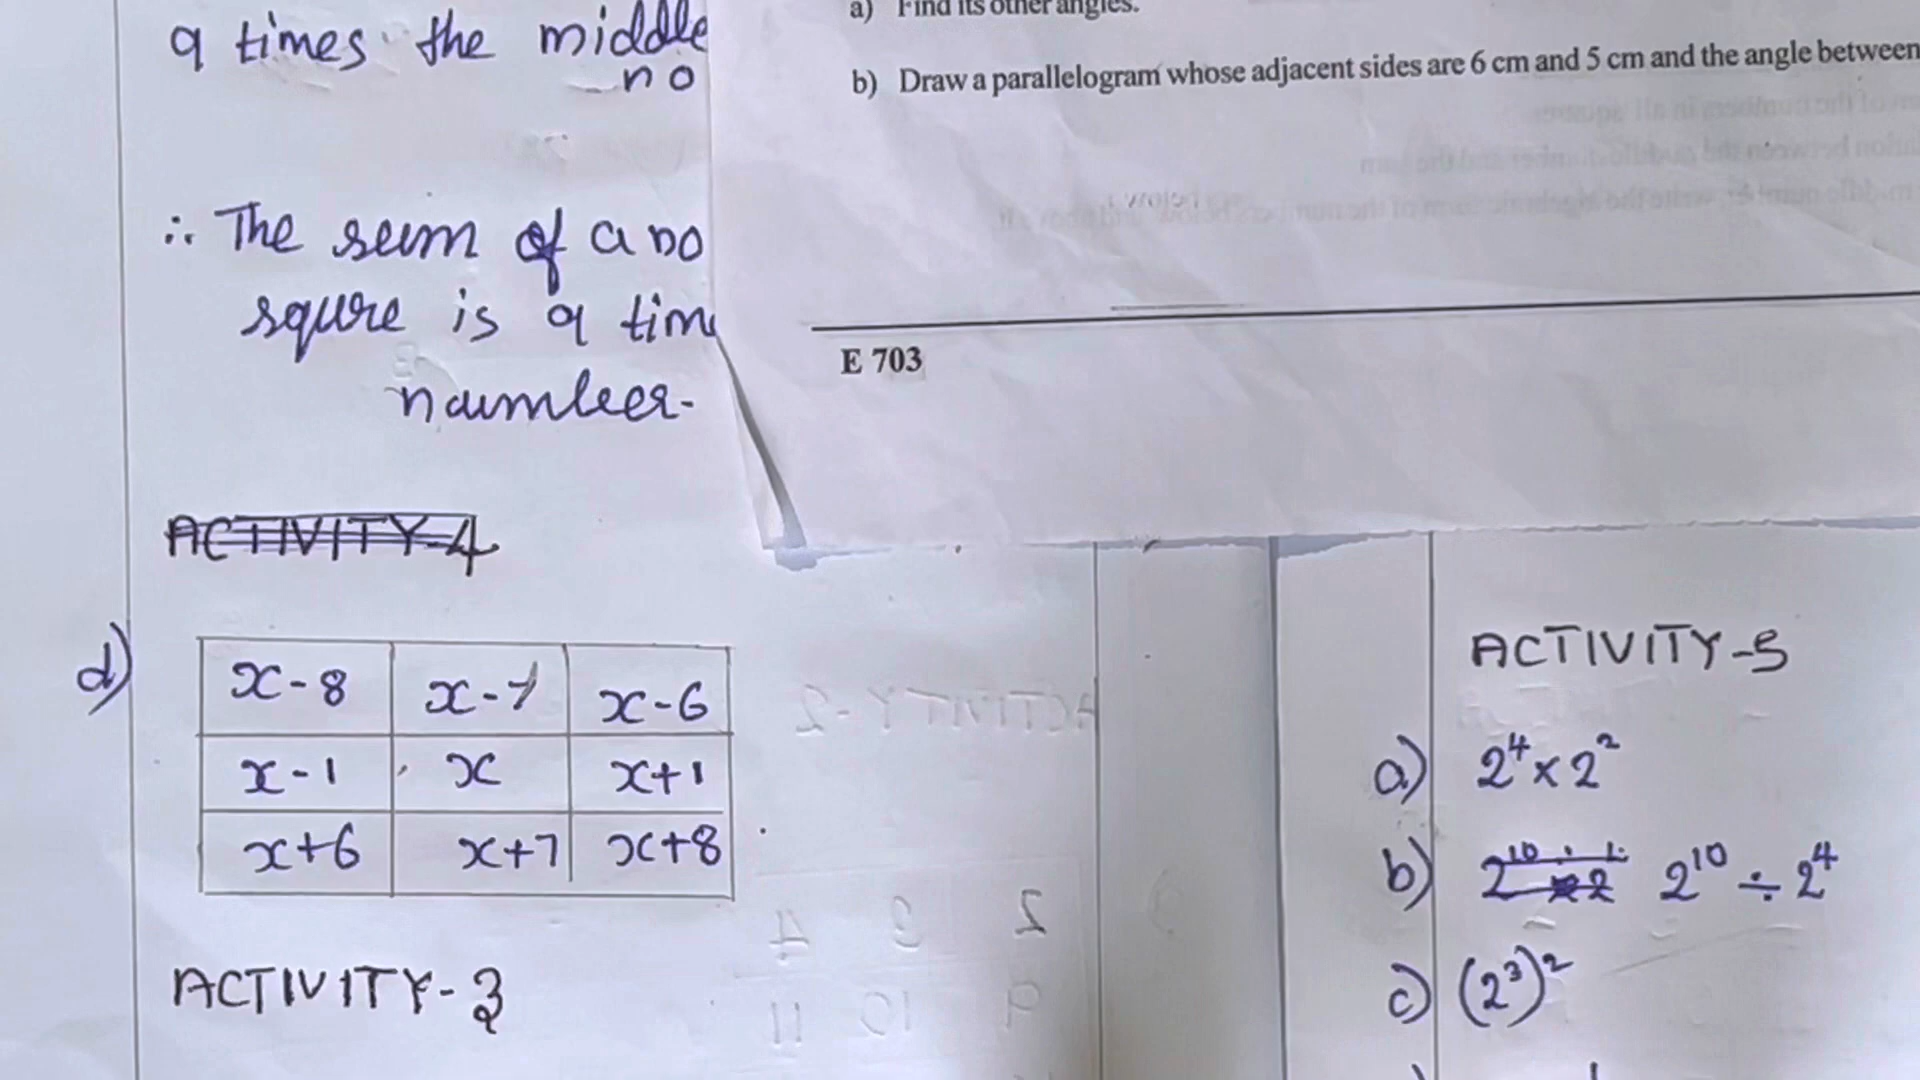 9 times the middle
no
∴ The sum of a no
squre is 9 tim
number.
ACTIVITY-4
d)
x-8 x-7 x-6
x-1 x x+1
x+6 x+7 x+8
ACTIVITY-3
a) Find its other angles.
b) Draw a parallelogram whose adjacent sides are 6 cm and 5 cm and the angle between
E 703
ACTIVITY-5
a) 2⁴×2²
b) 2¹⁰÷2⁴
c) (2³)²